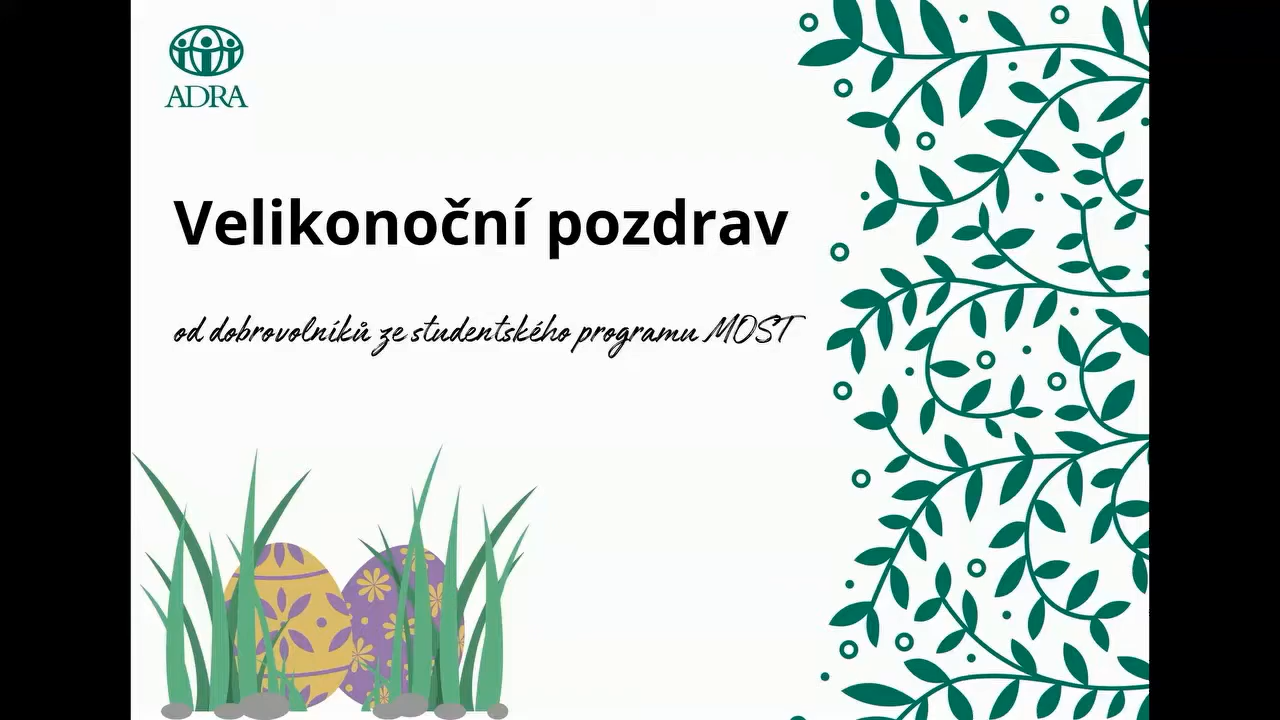 ADRA
Velikonoční pozdrav
od dobrovolníků ze studentského programu MOST